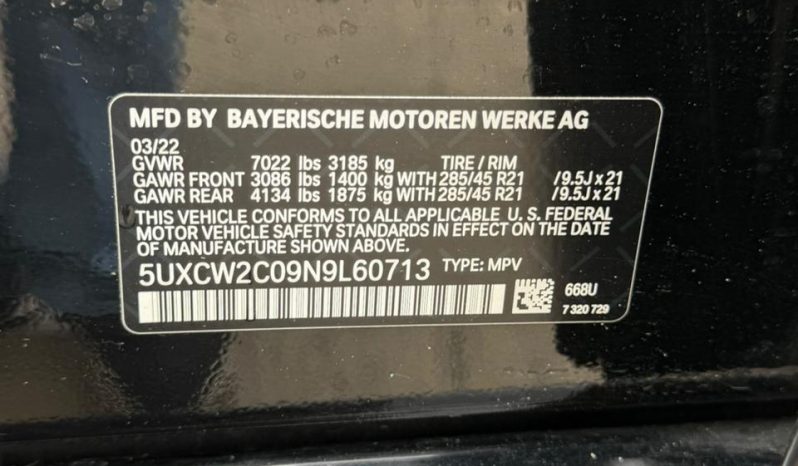 MFD BY BAYERISCHE MOTOREN WERKE AG
03/22
GVWR 7022 lbs 3185 kg TIRE / RIM
GAWR FRONT 3086 lbs 1400 kg WITH 285/45 R21 /9.5J x 21
GAWR REAR 4134 lbs 1875 kg WITH 285/45 R21 /9.5J x 21
THIS VEHICLE CONFORMS TO ALL APPLICABLE U. S. FEDERAL
MOTOR VEHICLE SAFETY STANDARDS IN EFFECT ON THE DATE
OF MANUFACTURE SHOWN ABOVE.
5UXCW2C09N9L60713 TYPE: MPV
668U
7 320 729